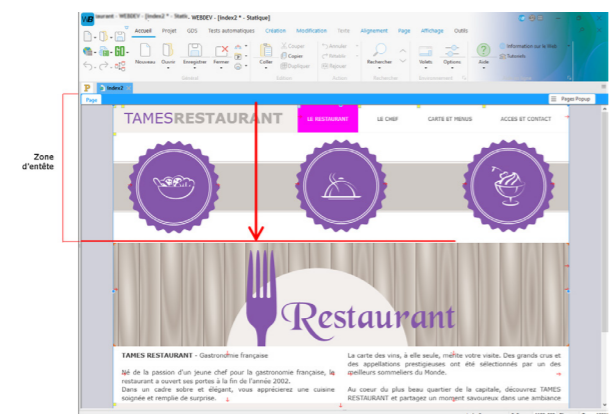 WEBDEV - [Index2 * - Statique]
Accueil Projet GDS Tests automatiques Création Modification Texte Alignement Page Affichage Outils
Couper Annuler Information sur le Web
Copier Rétablir Tutoriels
Nouveau Ouvrir Enregistrer Fermer Coller Dupliquer Rejouer Rechercher Volets Options Aide
Général Edition Edition Rechercher Environnement
Index2
Page Pages Popup
TAMESRESTAURANT LE RESTAURANT LE CHEF CARTE ET MENUS ACCES ET CONTACT
Zone
d'entête
Restaurant
TAMES RESTAURANT - Gastronomie française
Né de la passion d'un jeune chef pour la gastronomie française, le
restaurant a ouvert ses portes à la fin de l'année 2002.
Dans un cadre sobre et élégant, vous apprécierez une cuisine
soignée et remplie de surprise.
La carte des vins, à elle seule, mérite votre visite. Des grands crus et
des appellations prestigieuses ont été sélectionnés par un des
meilleurs sommeliers du Monde.
Au coeur du plus beau quartier de la capitale, découvrez TAMES
RESTAURANT et partagez un moment savoureux dans une ambiance